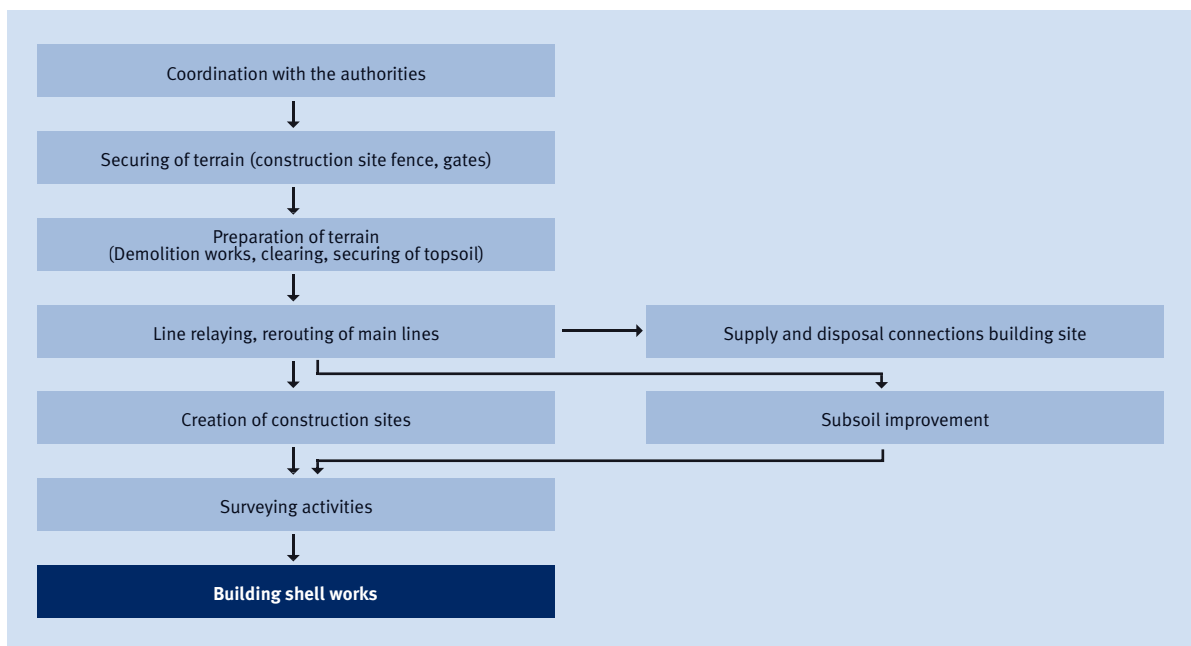 Coordination with the authorities
Securing of terrain (construction site fence, gates)
Preparation of terrain
(Demolition works, clearing, securing of topsoil)
Line relaying, rerouting of main lines
Supply and disposal connections building site
Creation of construction sites
Subsoil improvement
Surveying activities
Building shell works